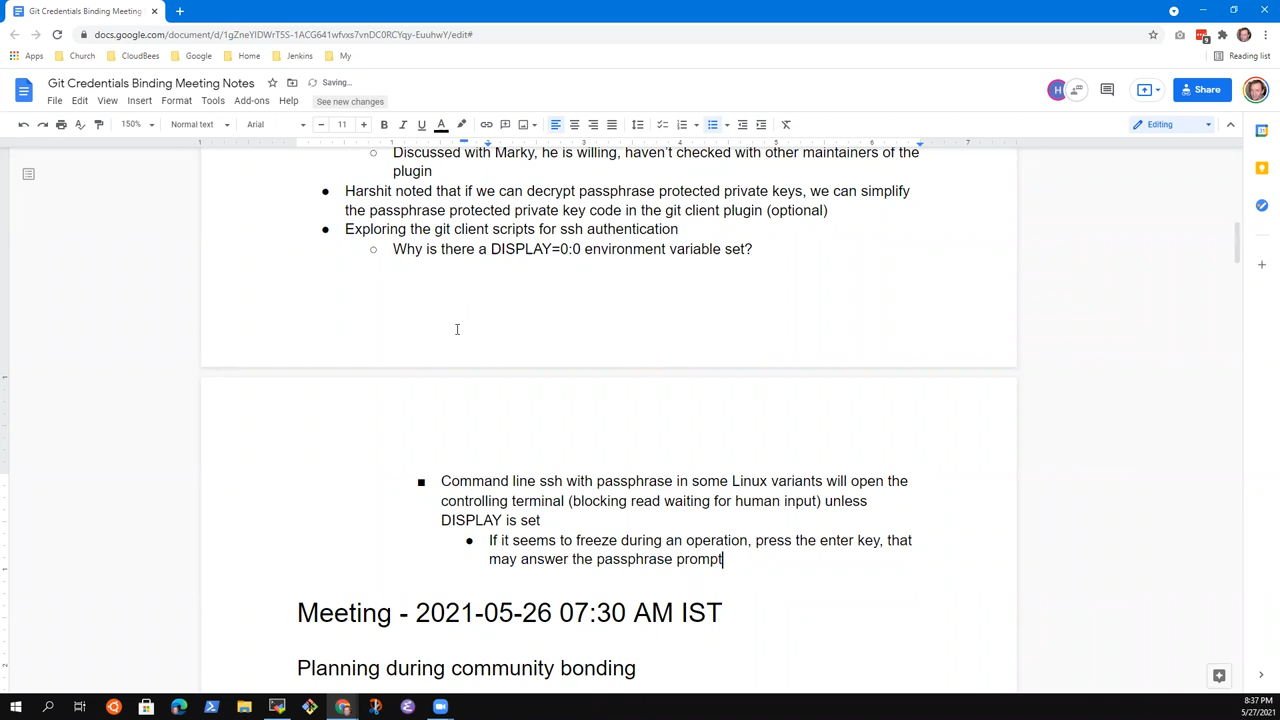 Git Credentials Binding Meeting
docs.google.com/document/d/1gZneYlDWrT5S-1ACG641wfvxs7vnDC0RCYqy-EuuhwY/edit#
Apps Church CloudBees Google Home Jenkins My Reading list
Git Credentials Binding Meeting Notes Saving...
File Edit View Insert Format Tools Add-ons Help See new changes
H Share
150% Normal text Arial 11 Editing
1 1 2 3 4 5 6 7
Discussed with Marky, he is willing, haven't checked with other maintainers of the
plugin
● Harshit noted that if we can decrypt passphrase protected private keys, we can simplify
the passphrase protected private key code in the git client plugin (optional)
● Exploring the git client scripts for ssh authentication
○ Why is there a DISPLAY=0:0 environment variable set?
■ Command line ssh with passphrase in some Linux variants will open the
controlling terminal (blocking read waiting for human input) unless
DISPLAY is set
● If it seems to freeze during an operation, press the enter key, that
may answer the passphrase prompt
Meeting - 2021-05-26 07:30 AM IST
Planning during community bonding
8:37 PM
5/27/2021